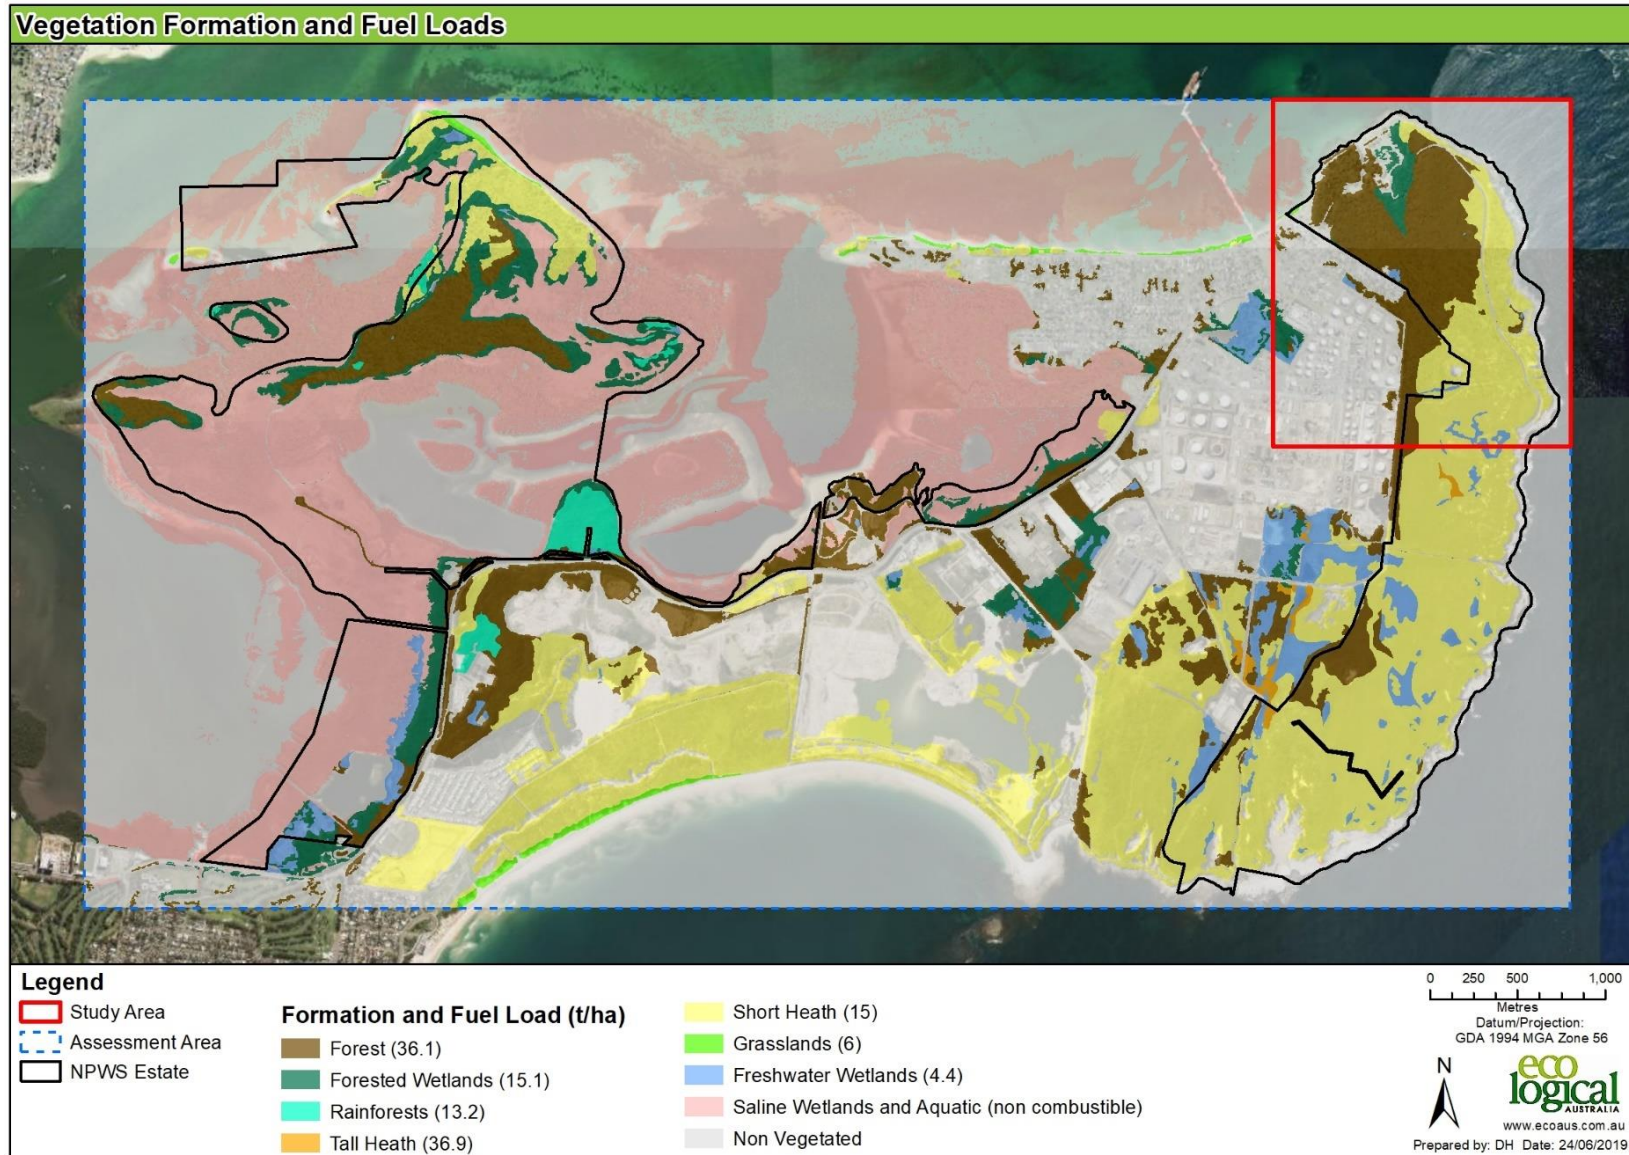 Vegetation Formation and Fuel Loads
Legend
Study Area
Assessment Area
NPWS Estate
Formation and Fuel Load (t/ha)
Forest (36.1)
Forested Wetlands (15.1)
Rainforests (13.2)
Tall Heath (36.9)
Short Heath (15)
Grasslands (6)
Freshwater Wetlands (4.4)
Saline Wetlands and Aquatic (non combustible)
Non Vegetated
0 250 500 1,000
Metres
Datum/Projection:
GDA 1994 MGA Zone 56
N
eco
logical
AUSTRALIA
www.ecoaus.com.au
Prepared by: DH Date: 24/06/2019